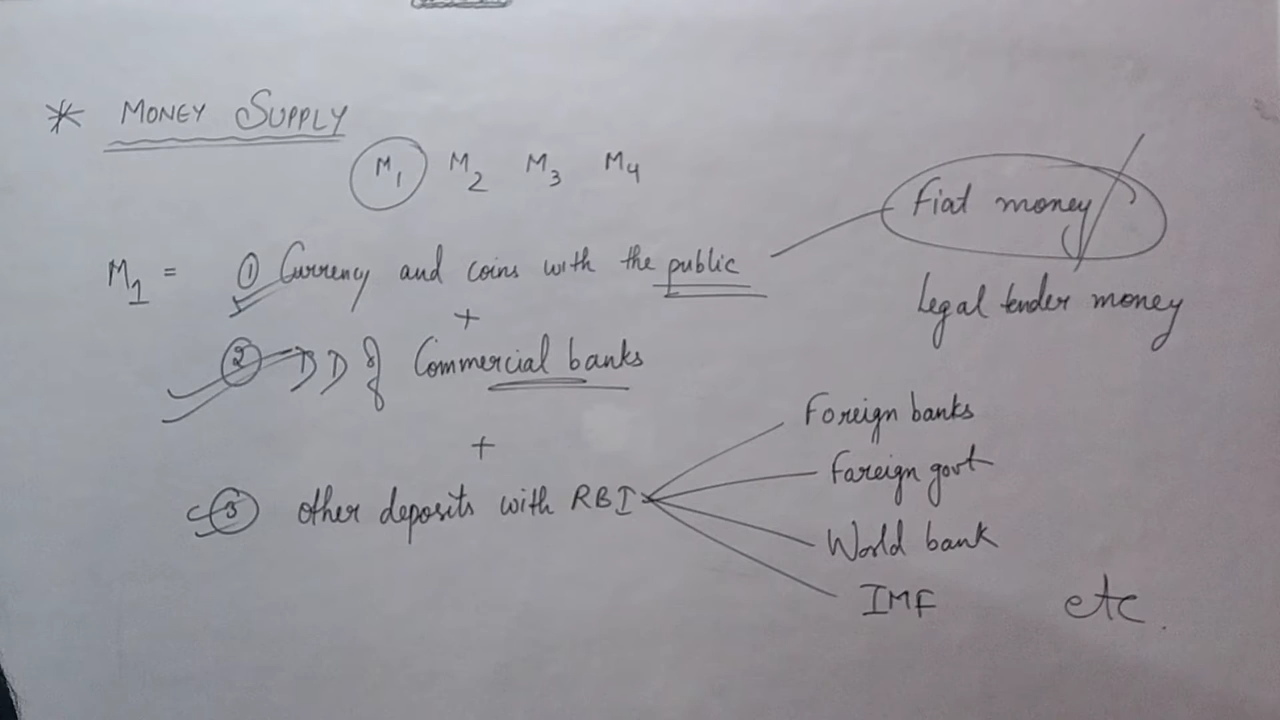 * MONEY SUPPLY
M1 M2 M3 M4
Fiat money
M1 = ① Currency and coins with the public
Legal tender money
+
② DD of Commercial banks
+
Foreign banks
Foreign govt
③ other deposits with RBI
World bank
IMF etc.